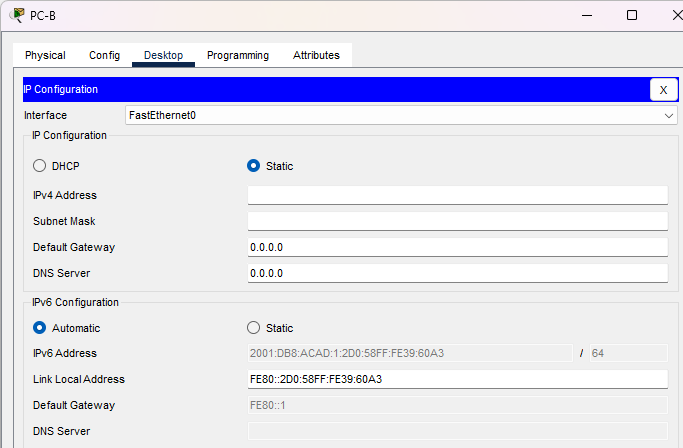 PC-B
Physical Config Desktop Programming Attributes
IP Configuration X
Interface FastEthernet0
IP Configuration
DHCP Static
IPv4 Address
Subnet Mask
Default Gateway 0.0.0.0
DNS Server 0.0.0.0
IPv6 Configuration
Automatic Static
IPv6 Address 2001:DB8:ACAD:1:2D0:58FF:FE39:60A3 / 64
Link Local Address FE80::2D0:58FF:FE39:60A3
Default Gateway FE80::1
DNS Server